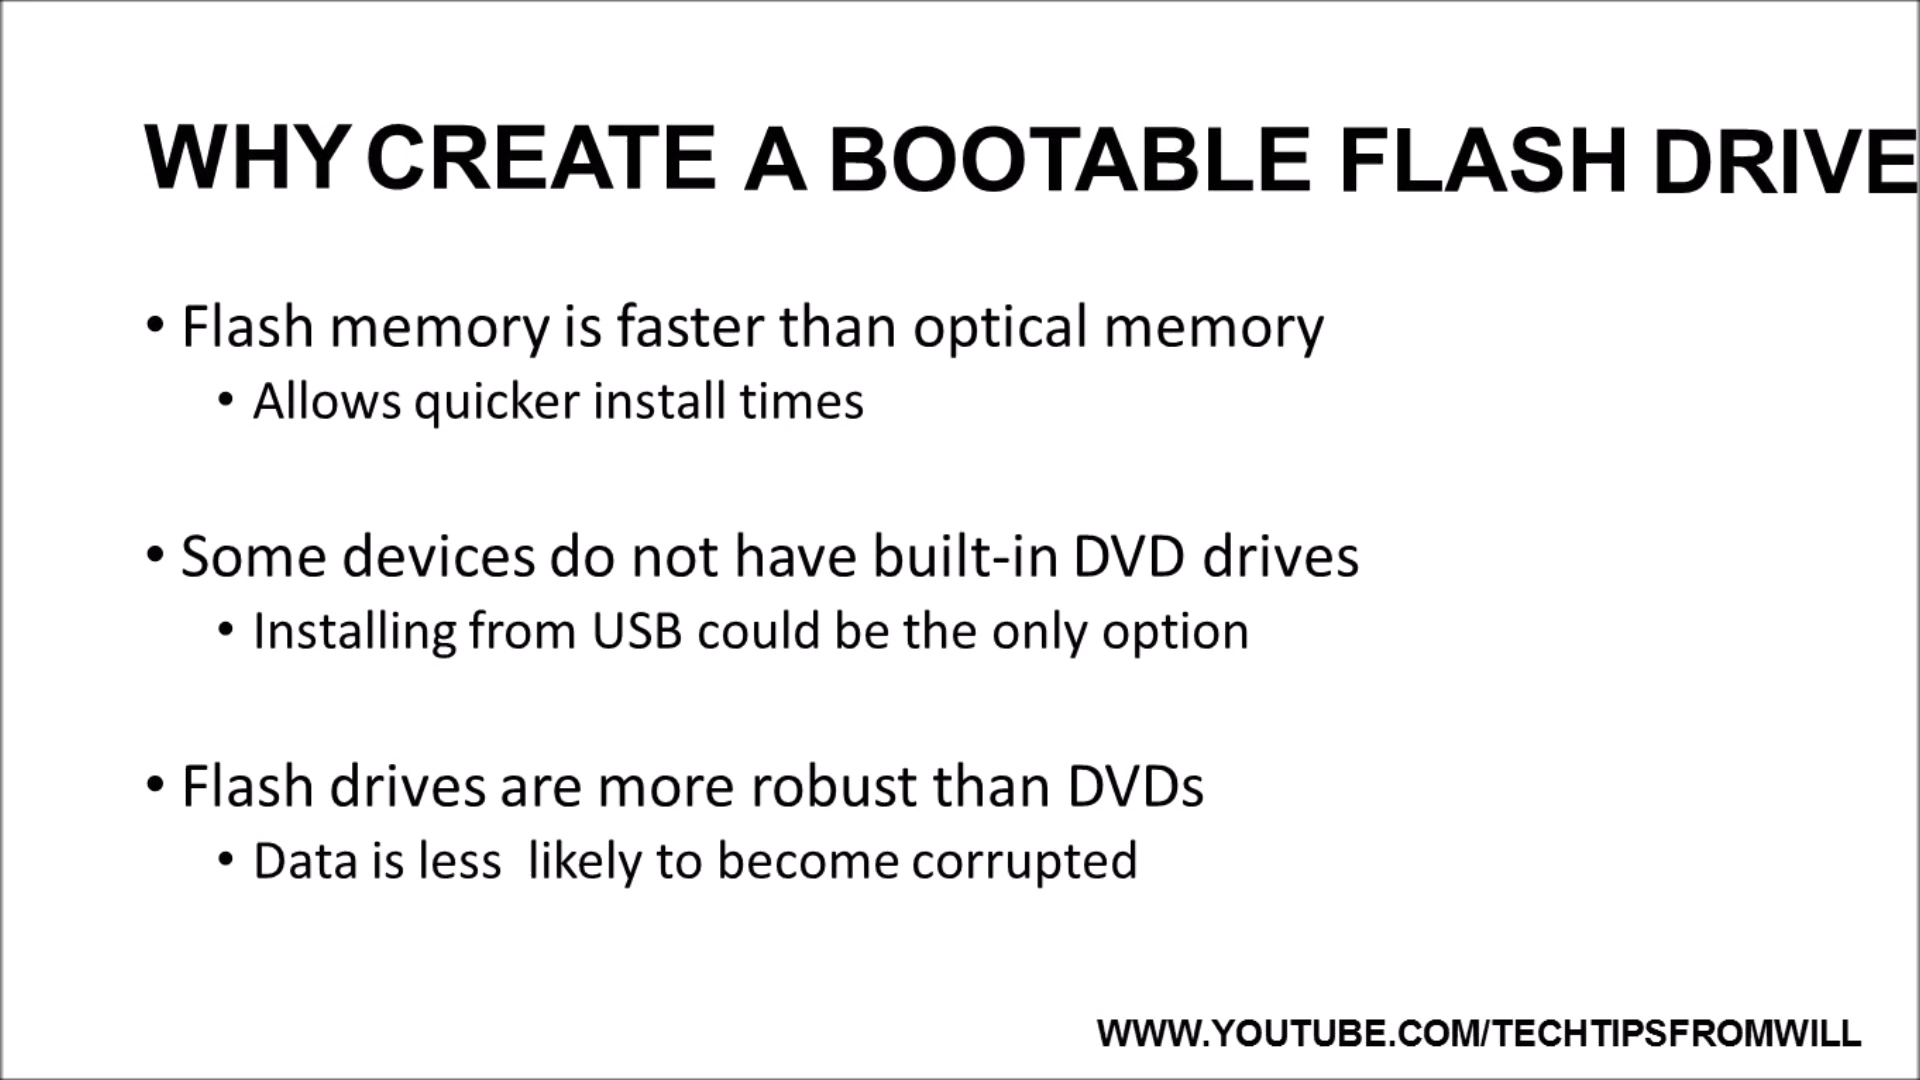 WHY CREATE A BOOTABLE FLASH DRIVE
• Flash memory is faster than optical memory
• Allows quicker install times
• Some devices do not have built-in DVD drives
• Installing from USB could be the only option
• Flash drives are more robust than DVDs
• Data is less  likely to become corrupted
WWW.YOUTUBE.COM/TECHTIPSFROMWILL